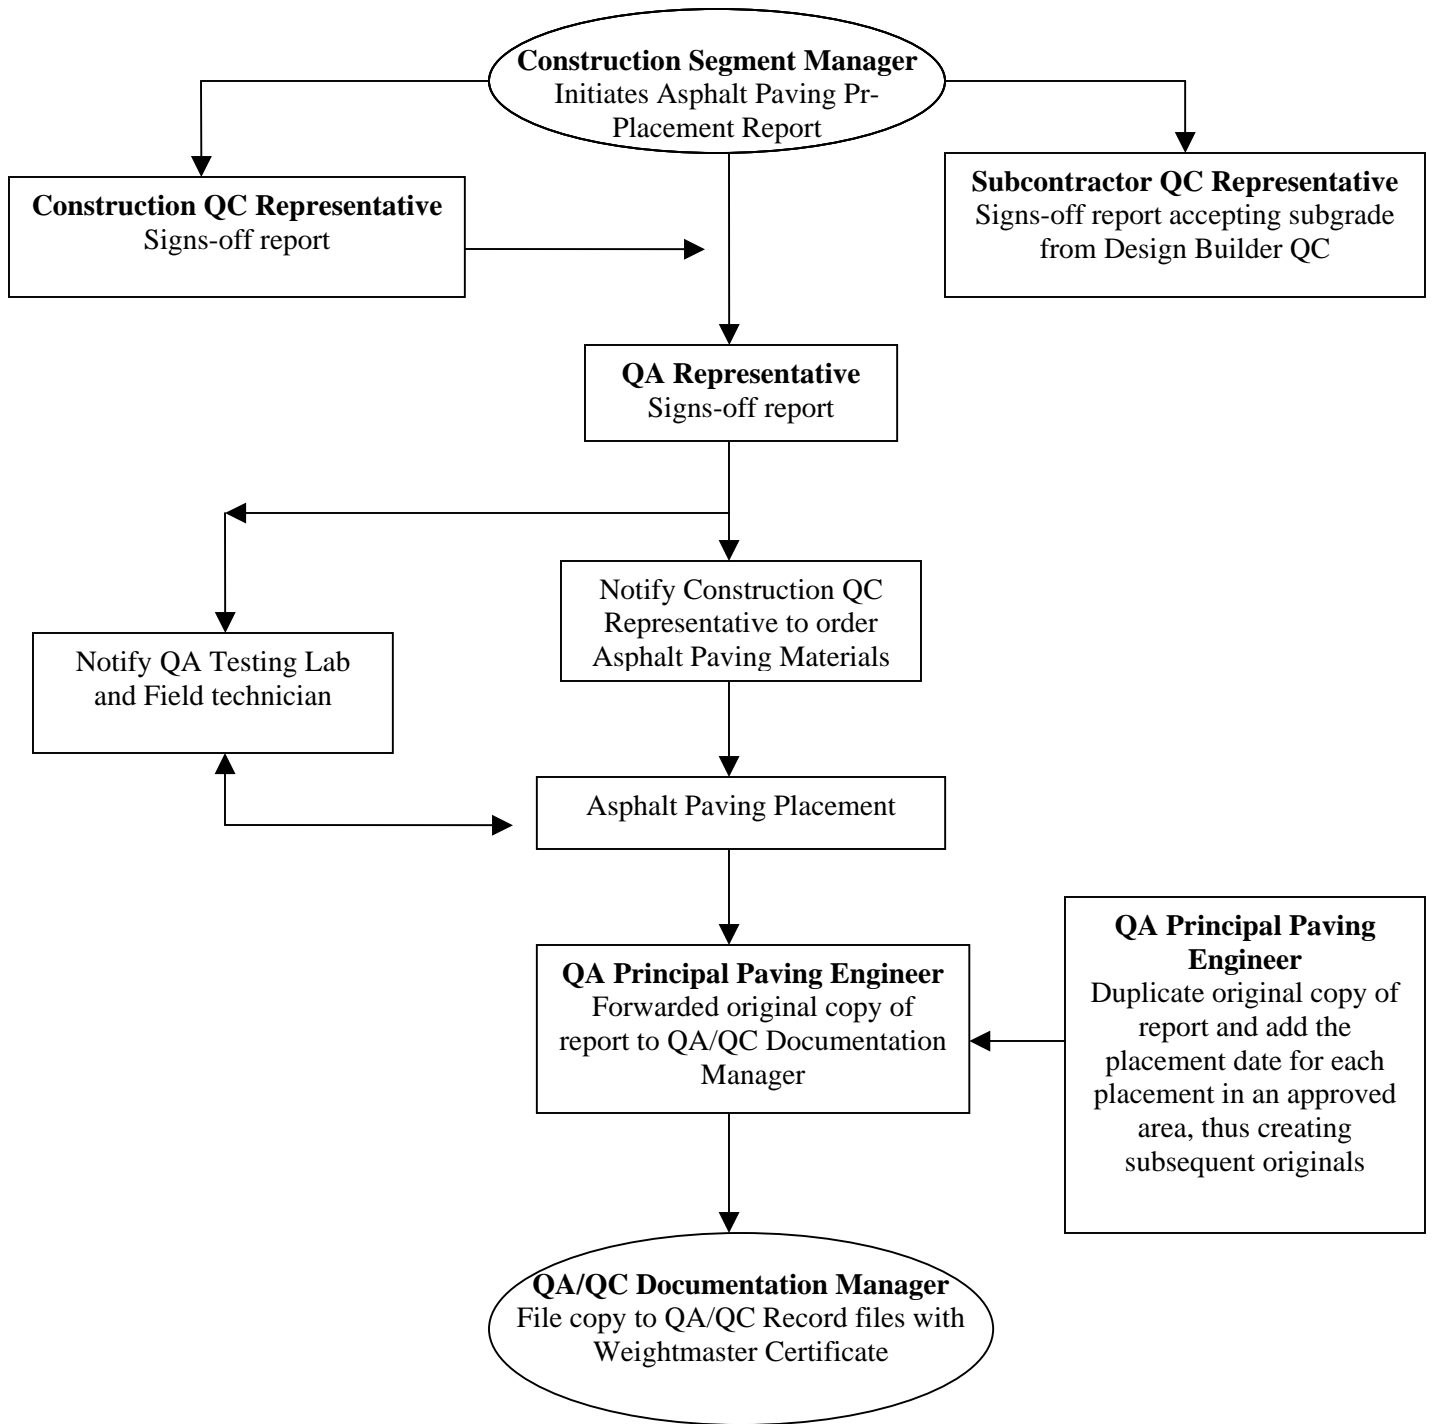 Construction Segment Manager
Initiates Asphalt Paving Pr-
Placement Report
Construction QC Representative
Signs-off report
Subcontractor QC Representative
Signs-off report accepting subgrade
from Design Builder QC
QA Representative
Signs-off report
Notify Construction QC
Representative to order
Asphalt Paving Materials
Notify QA Testing Lab
and Field technician
Asphalt Paving Placement
QA Principal Paving Engineer
Forwarded original copy of
report to QA/QC Documentation
Manager
QA Principal Paving
Engineer
Duplicate original copy of
report and add the
placement date for each
placement in an approved
area, thus creating
subsequent originals
QA/QC Documentation Manager
File copy to QA/QC Record files with
Weightmaster Certificate